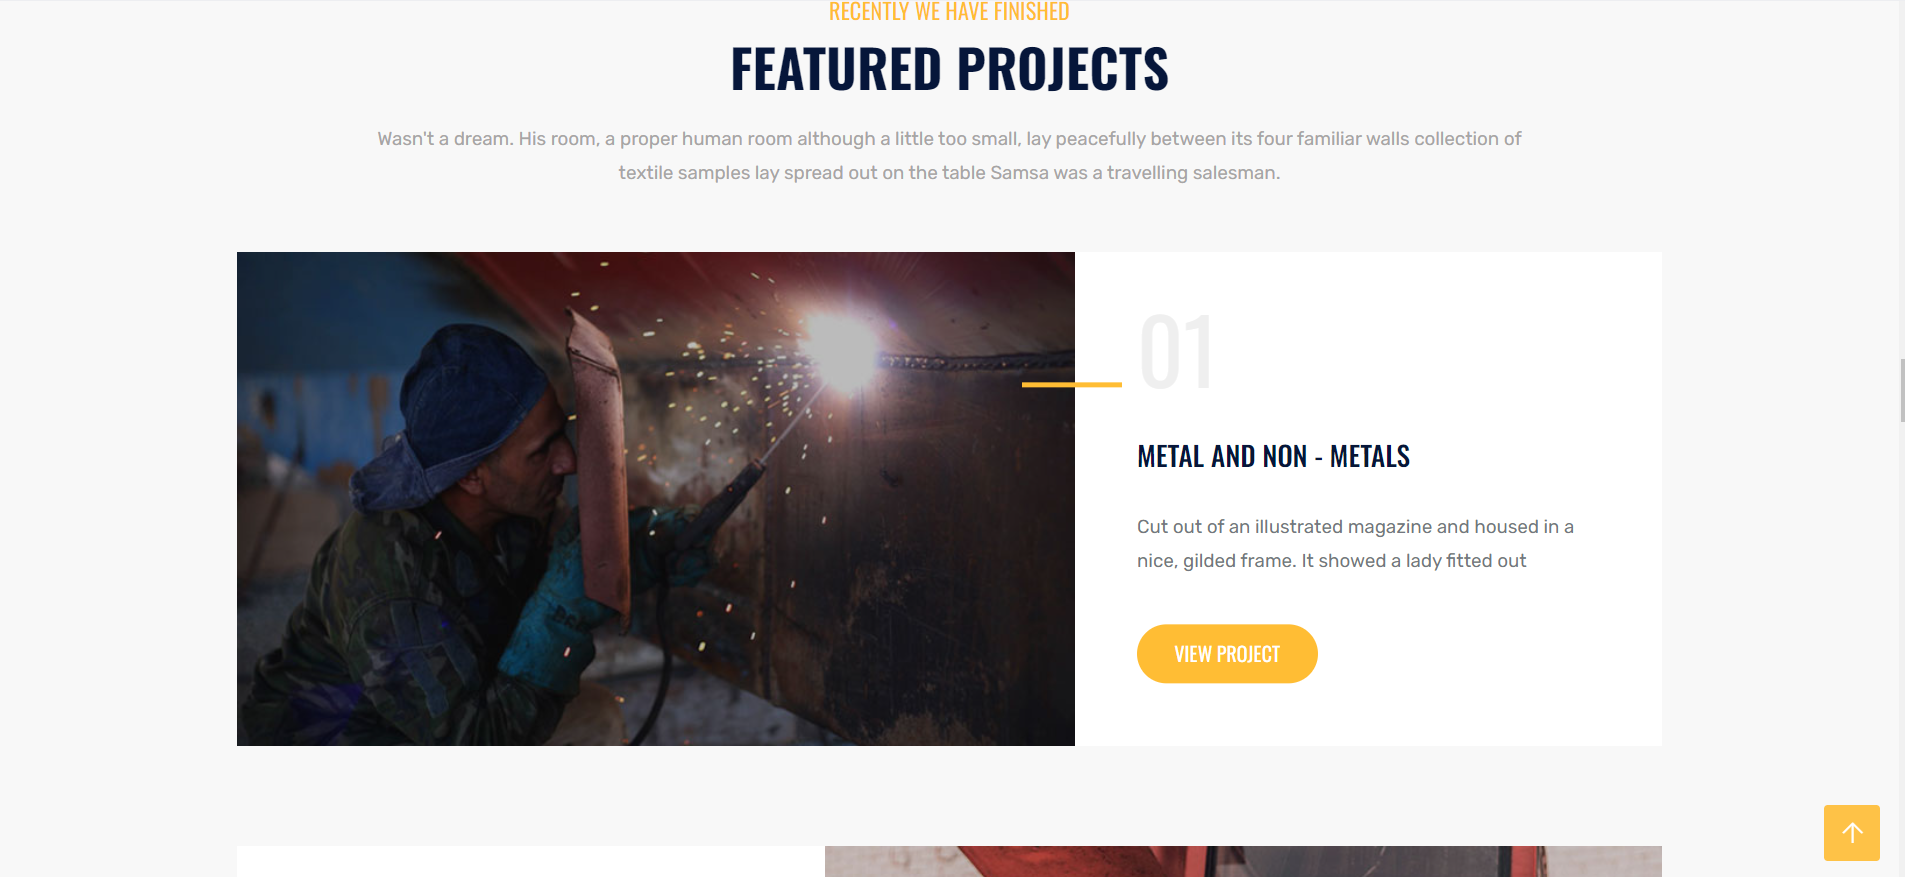 RECENTLY WE HAVE FINISHED
FEATURED PROJECTS
Wasn't a dream. His room, a proper human room although a little too small, lay peacefully between its four familiar walls collection of
textile samples lay spread out on the table Samsa was a travelling salesman.
01
METAL AND NON - METALS
Cut out of an illustrated magazine and housed in a
nice, gilded frame. It showed a lady fitted out
VIEW PROJECT